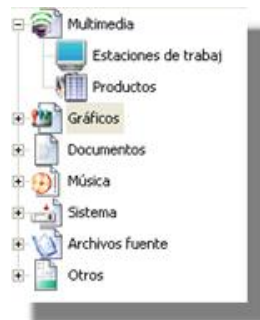 Multimedia
Estaciones de trabaj
Productos
Gráficos
Documentos
Música
Sistema
Archivos fuente
Otros